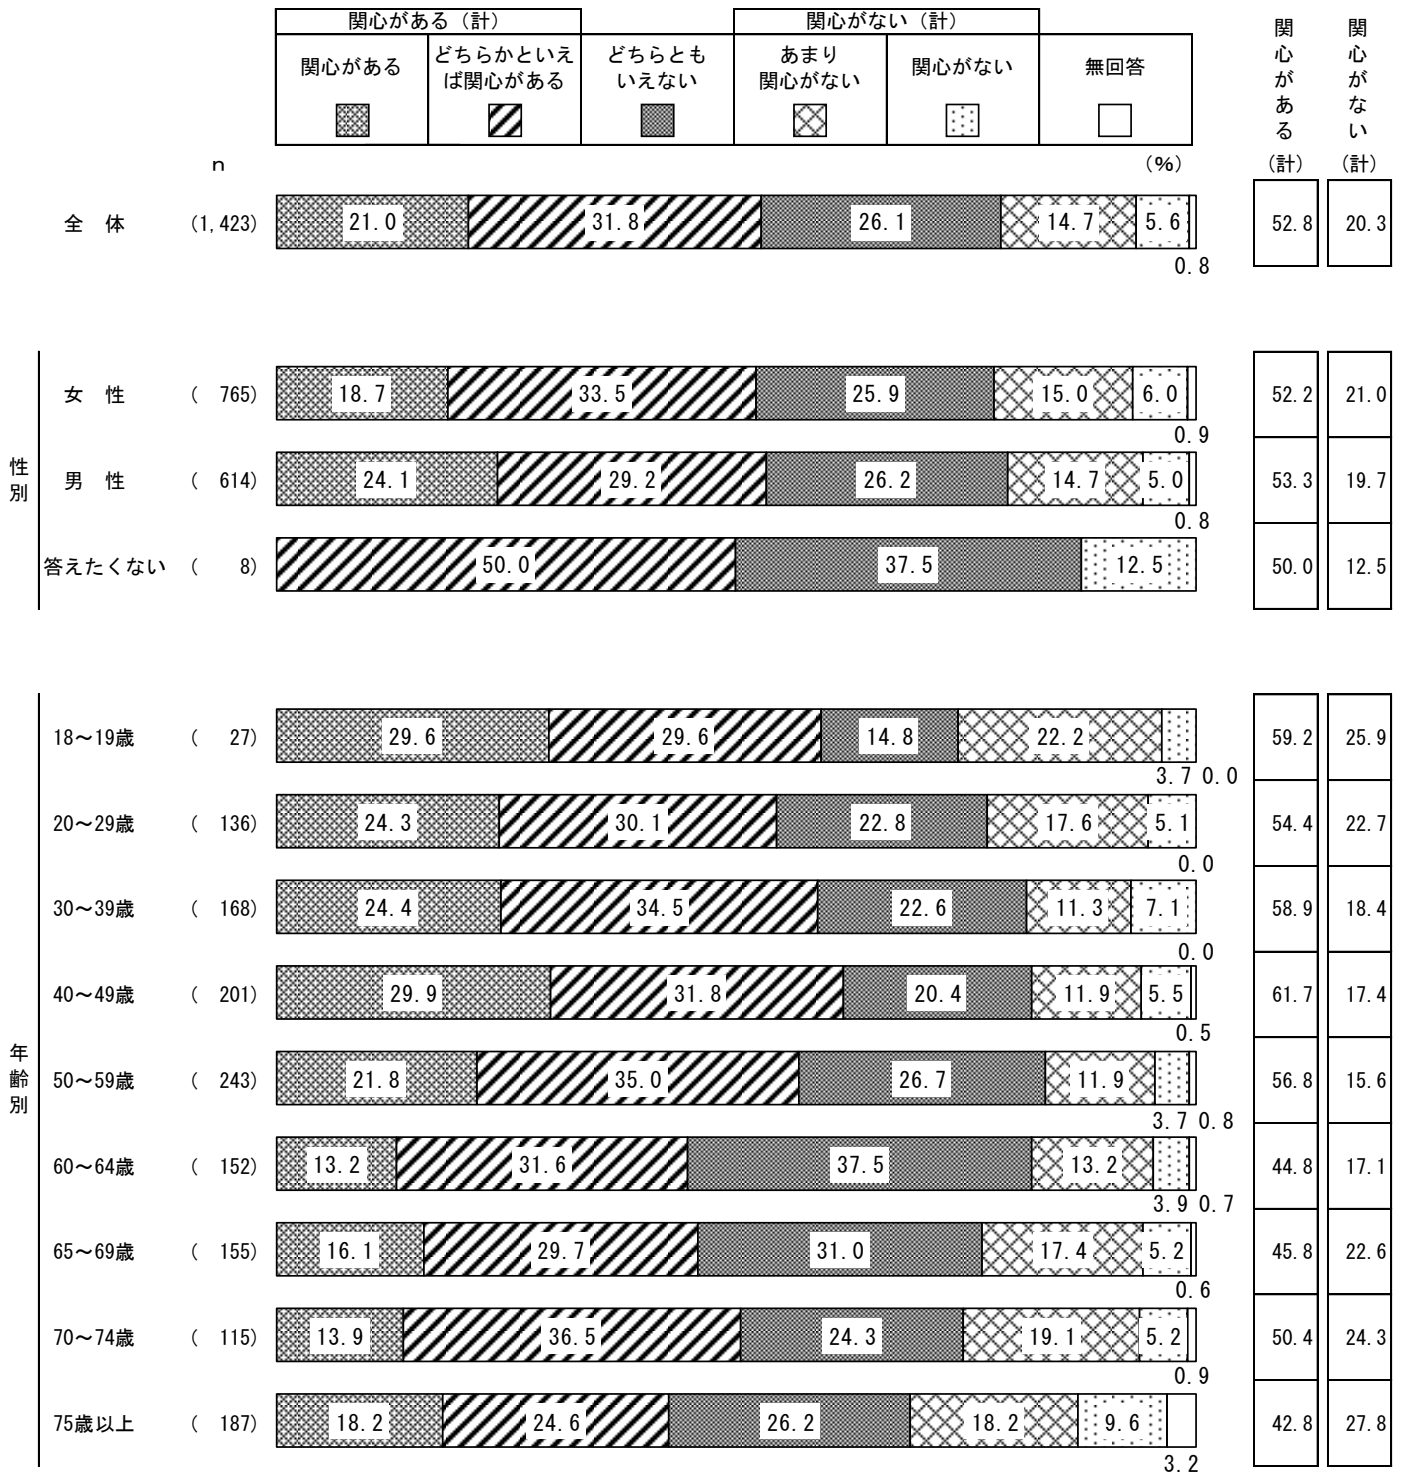 関心がある（計） 関心がない（計）
関心がある どちらかといえ
ば関心がある どちらとも
いえない あまり
関心がない 関心がない 無回答
関心がある（計） 関心がない（計）
n （％）
全　体 (1,423) 21.0 31.8 26.1 14.7 5.6 52.8 20.3
0.8
性別
女　性 ( 765) 18.7 33.5 25.9 15.0 6.0 52.2 21.0
0.9
男　性 ( 614) 24.1 29.2 26.2 14.7 5.0 53.3 19.7
0.8
答えたくない ( 8) 50.0 37.5 12.5 50.0 12.5
年齢別
18～19歳 ( 27) 29.6 29.6 14.8 22.2 59.2 25.9
3.7 0.0
20～29歳 ( 136) 24.3 30.1 22.8 17.6 5.1 54.4 22.7
0.0
30～39歳 ( 168) 24.4 34.5 22.6 11.3 7.1 58.9 18.4
0.0
40～49歳 ( 201) 29.9 31.8 20.4 11.9 5.5 61.7 17.4
0.5
50～59歳 ( 243) 21.8 35.0 26.7 11.9 56.8 15.6
3.7 0.8
60～64歳 ( 152) 13.2 31.6 37.5 13.2 44.8 17.1
3.9 0.7
65～69歳 ( 155) 16.1 29.7 31.0 17.4 5.2 45.8 22.6
0.6
70～74歳 ( 115) 13.9 36.5 24.3 19.1 5.2 50.4 24.3
0.9
75歳以上 ( 187) 18.2 24.6 26.2 18.2 9.6 42.8 27.8
3.2